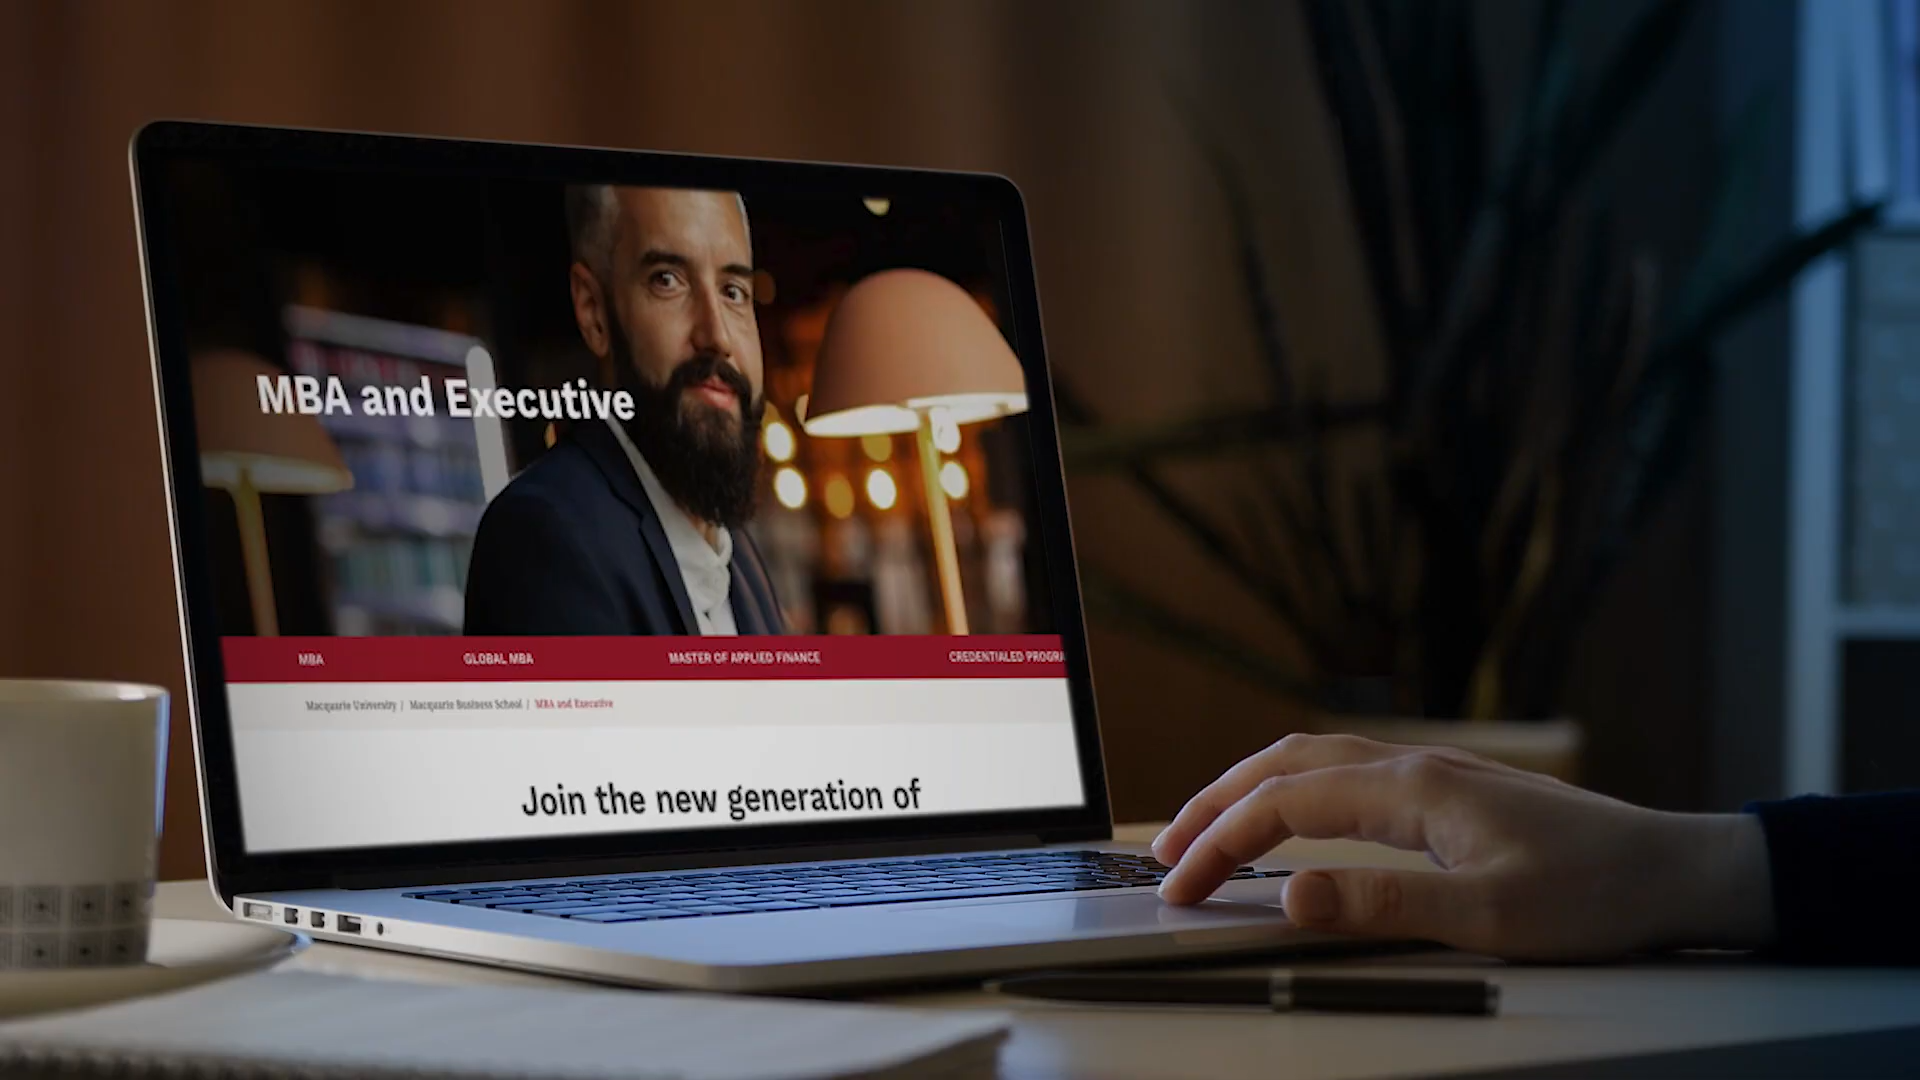 MBA and Executive
MBA GLOBAL MBA MASTER OF APPLIED FINANCE CREDENTIALED PROGRA
Macquarie University / Macquarie Business School / MBA and Executive
Join the new generation of